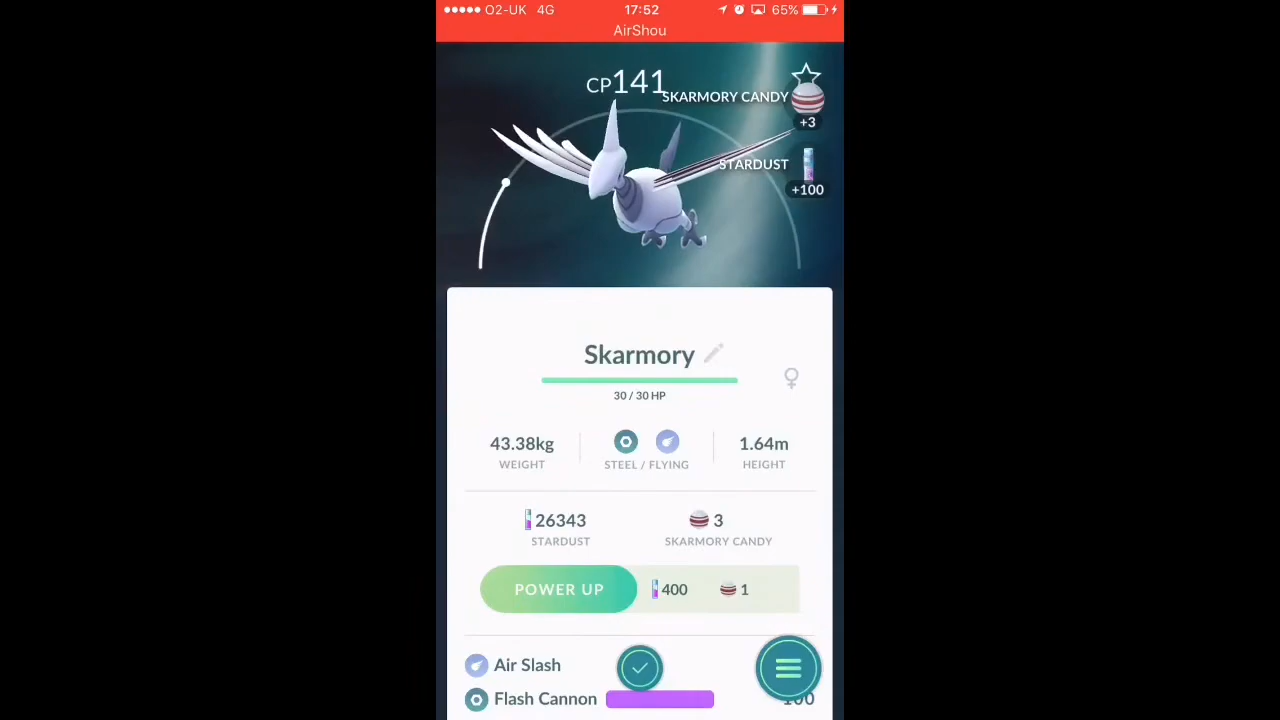 O2-UK 4G 17:52 65%
AirShou
CP141
SKARMORY CANDY
+3
STARDUST
+100
Skarmory
30 / 30 HP
43.38kg 1.64m
WEIGHT STEEL / FLYING HEIGHT
26343 3
STARDUST SKARMORY CANDY
POWER UP 400 1
Air Slash
Flash Cannon 100